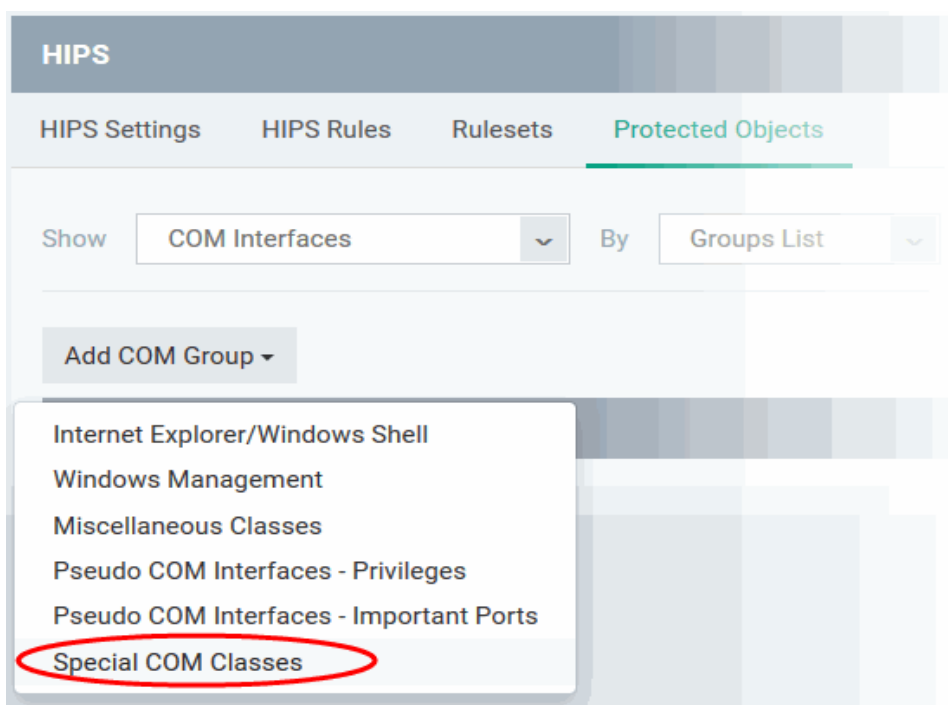 HIPS
HIPS Settings HIPS Rules Rulesets Protected Objects
Show COM Interfaces By Groups List
Add COM Group
Internet Explorer/Windows Shell
Windows Management
Miscellaneous Classes
Pseudo COM Interfaces - Privileges
Pseudo COM Interfaces - Important Ports
Special COM Classes